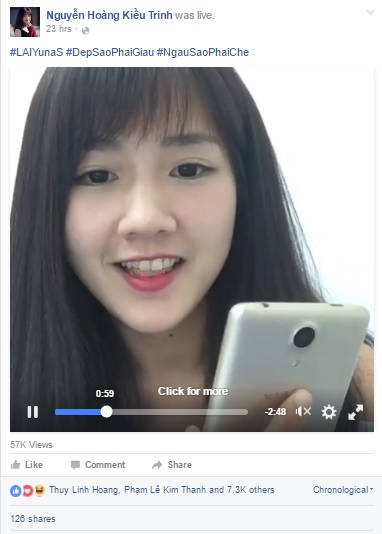 Nguyễn Hoàng Kiều Trinh was live.
23 hrs ·
#LAIYunaS #DepSaoPhaiGiau #NgauSaoPhaiChe
0:59
Click for more
-2:48
57K Views
Like Comment Share
Thuy Linh Hoang, Phạm Lê Kim Thanh and 7.3K others Chronological
126 shares